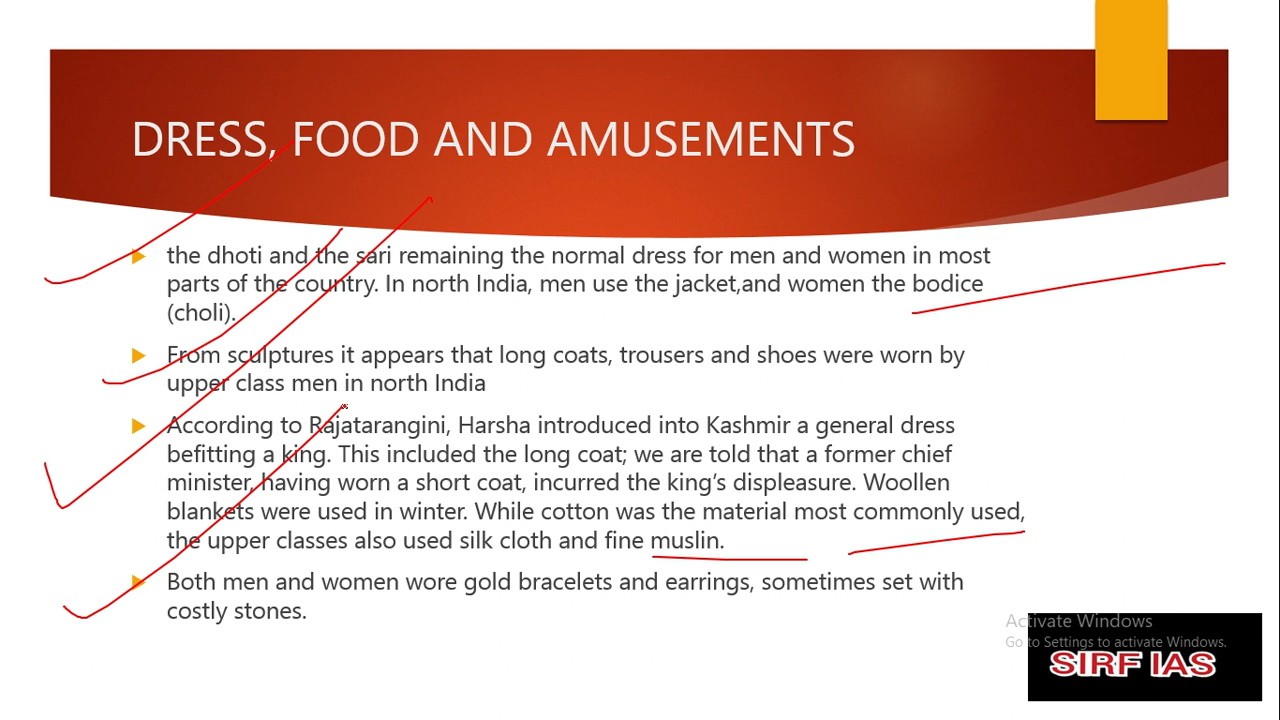 DRESS, FOOD AND AMUSEMENTS
the dhoti and the sari remaining the normal dress for men and women in most
parts of the country. In north India, men use the jacket,and women the bodice
(choli).
From sculptures it appears that long coats, trousers and shoes were worn by
upper class men in north India
According to Rajatarangini, Harsha introduced into Kashmir a general dress
befitting a king. This included the long coat; we are told that a former chief
minister, having worn a short coat, incurred the king’s displeasure. Woollen
blankets were used in winter. While cotton was the material most commonly used,
the upper classes also used silk cloth and fine muslin.
Both men and women wore gold bracelets and earrings, sometimes set with
costly stones.
Activate Windows
Go to Settings to activate Windows.
SIRF IAS